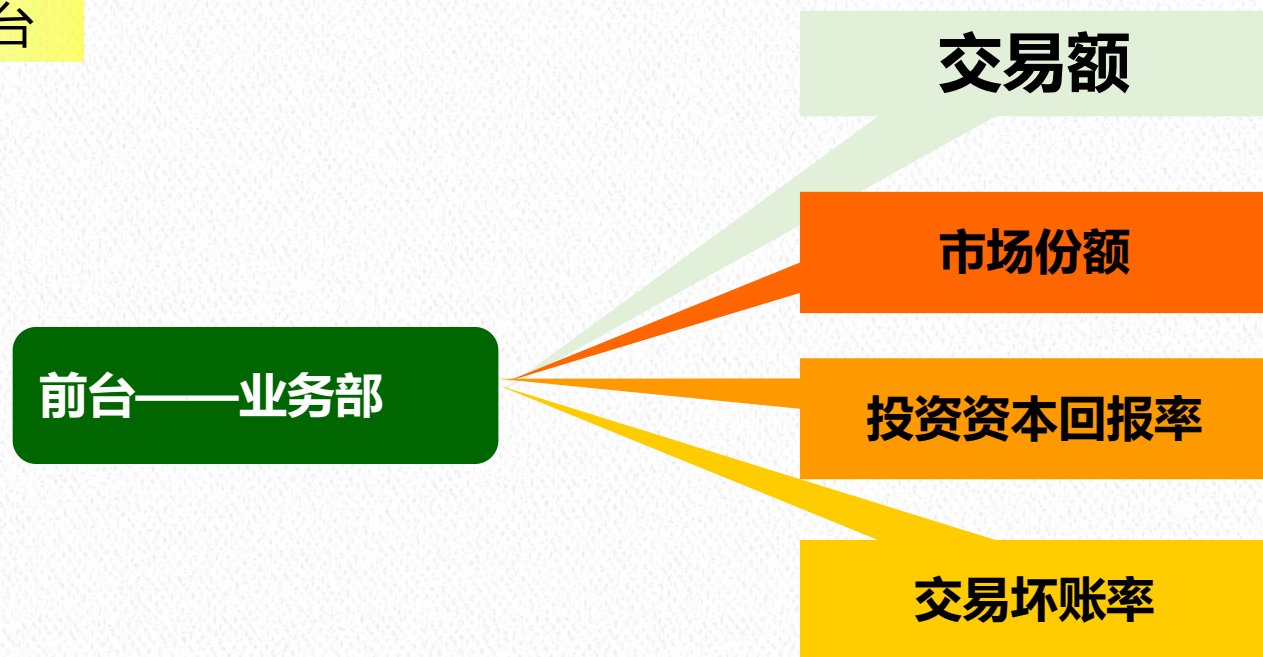 台
交易额
市场份额
前台——业务部
投资资本回报率
交易坏账率